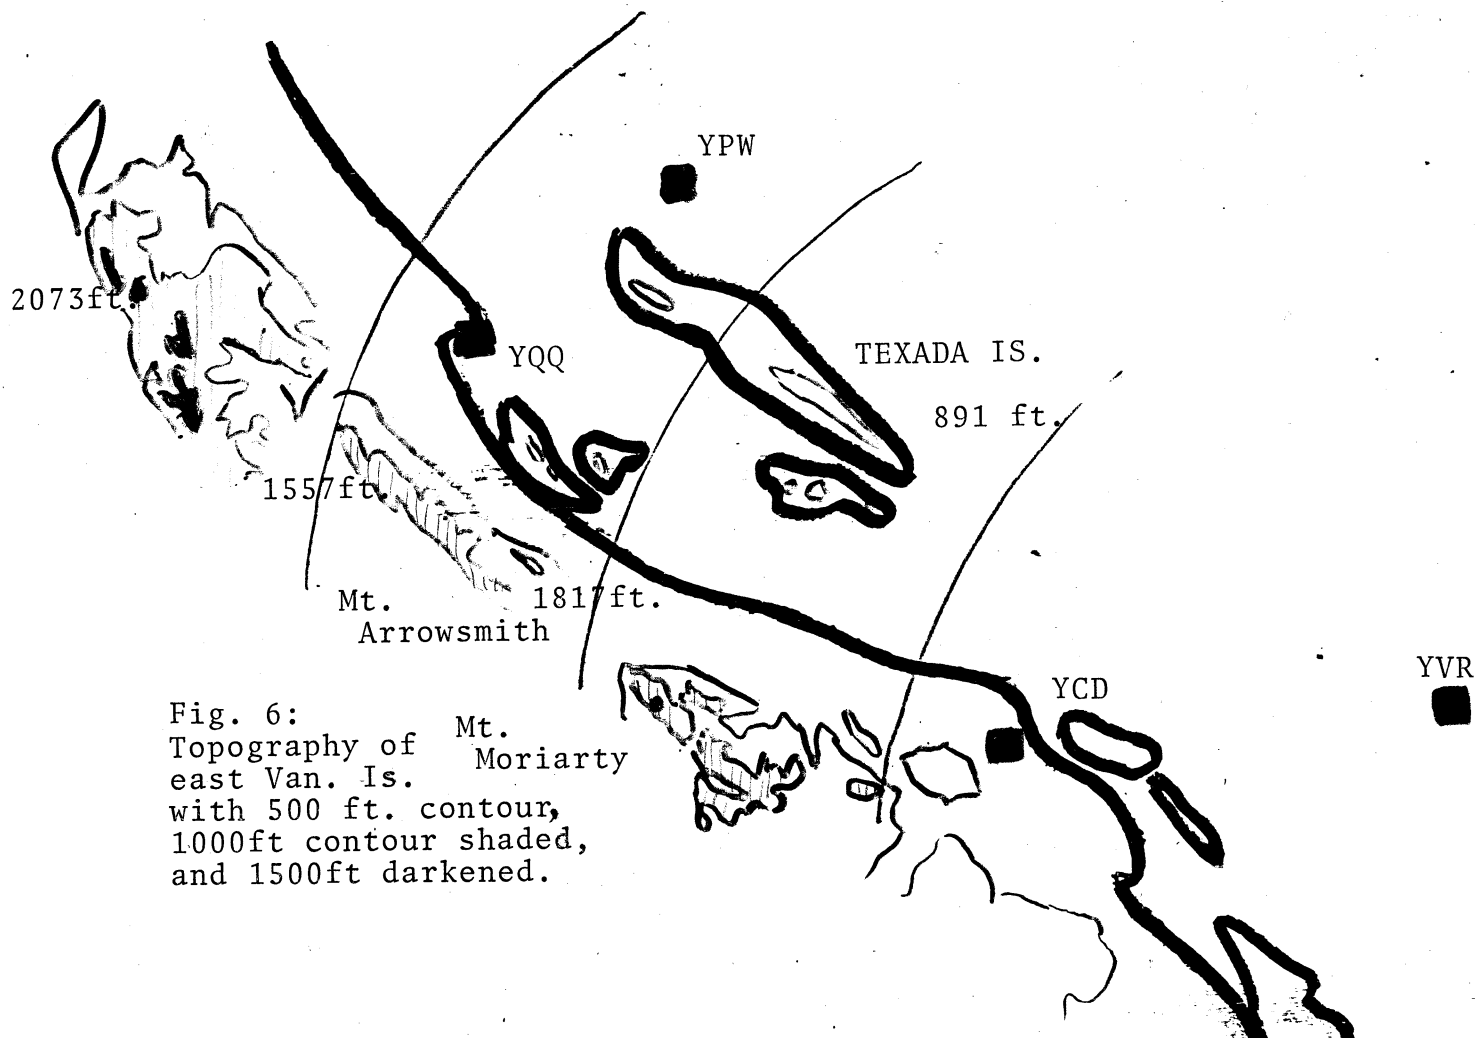 YPW
2073ft.
YQQ
TEXADA IS.
891 ft.
1557ft.
Mt.
Arrowsmith
1817ft.
YVR
YCD
Fig. 6:
Topography of
east Van. Is.
with 500 ft. contour,
1000ft contour shaded,
and 1500ft darkened.
Mt.
Moriarty